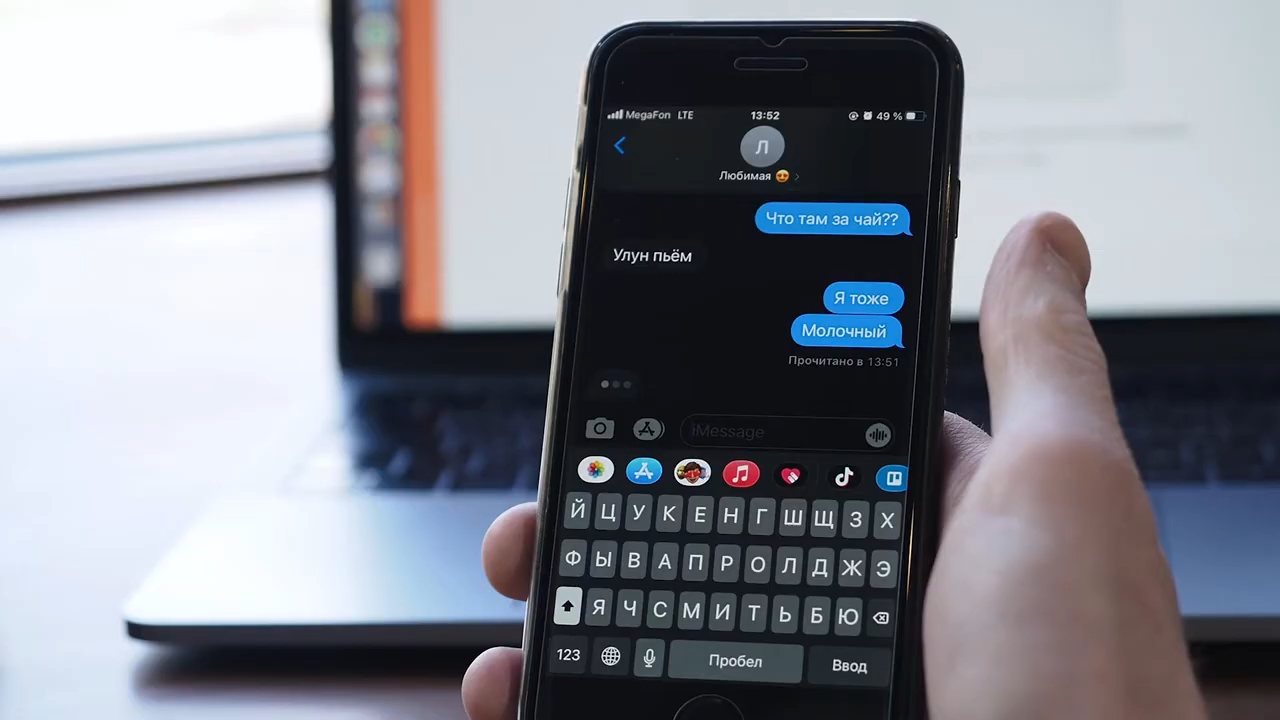 MegaFon LTE 13:52 49 %
Л
Любимая 😍 >
Что там за чай??
Улун пьём
Я тоже
Молочный
Прочитано в 13:51
iMessage
Й Ц У К Е Н Г Ш Щ З Х
Ф Ы В А П Р О Л Д Ж Э
Я Ч С М И Т Ь Б Ю
123 Пробел Ввод